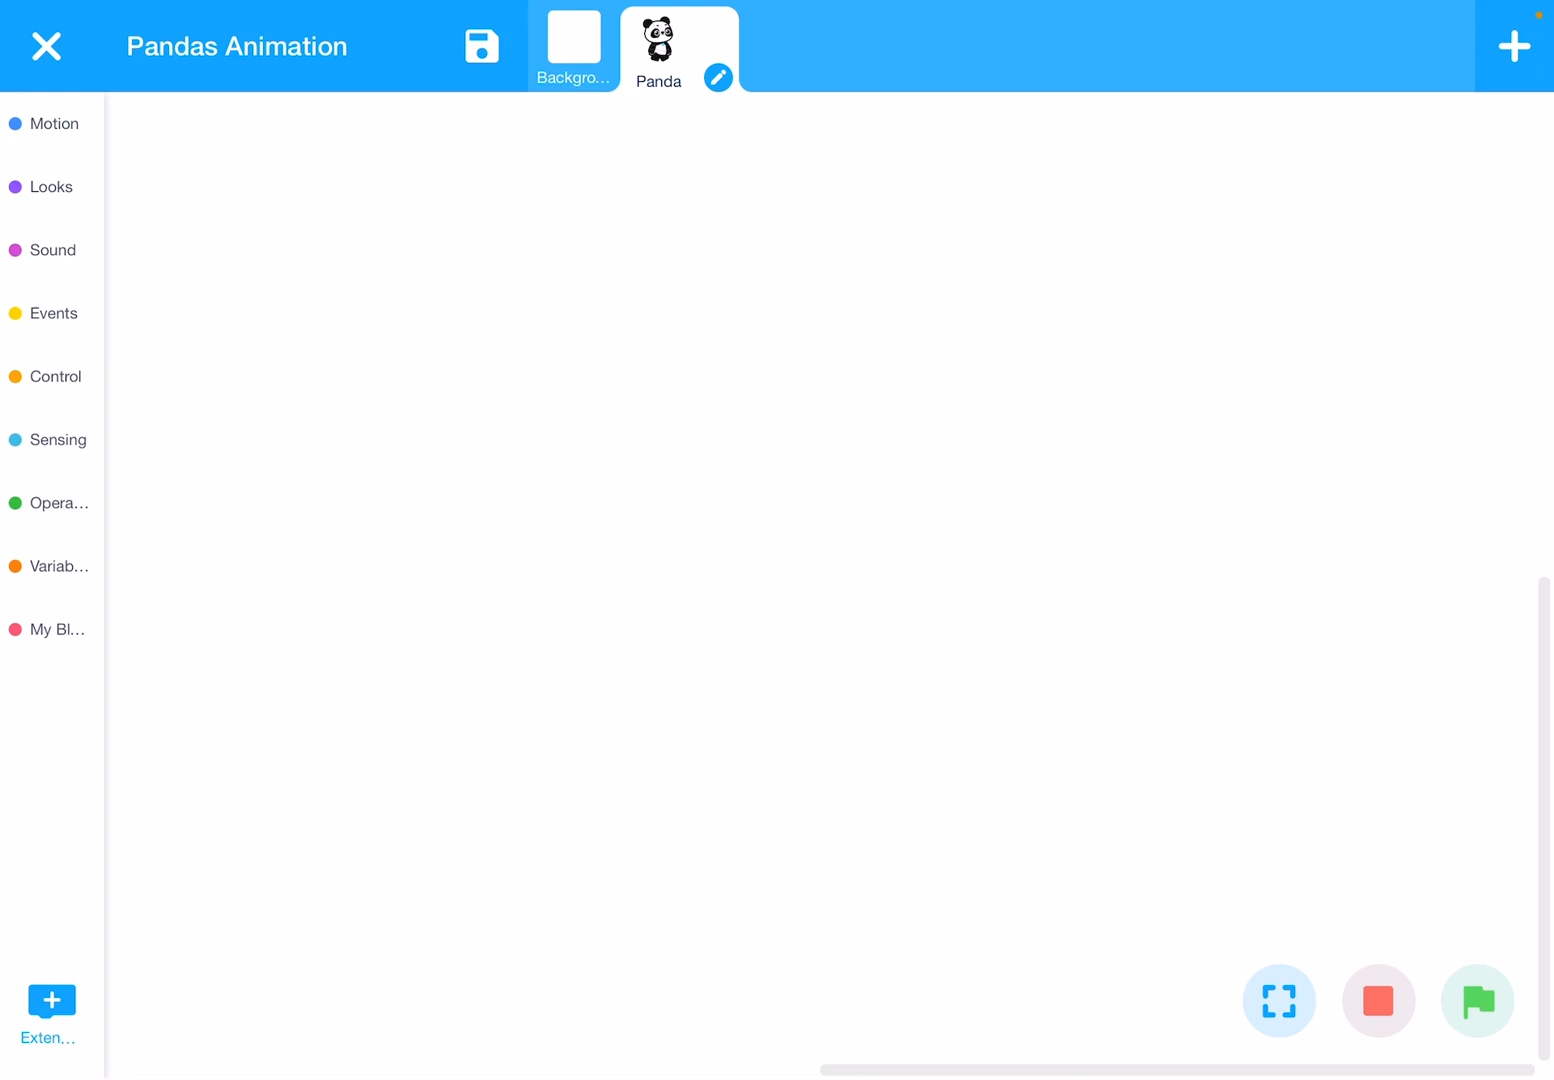 Pandas Animation
Backgro...
Panda
Motion
Looks
Sound
Events
Control
Sensing
Opera...
Variab...
My Bl...
Exten...